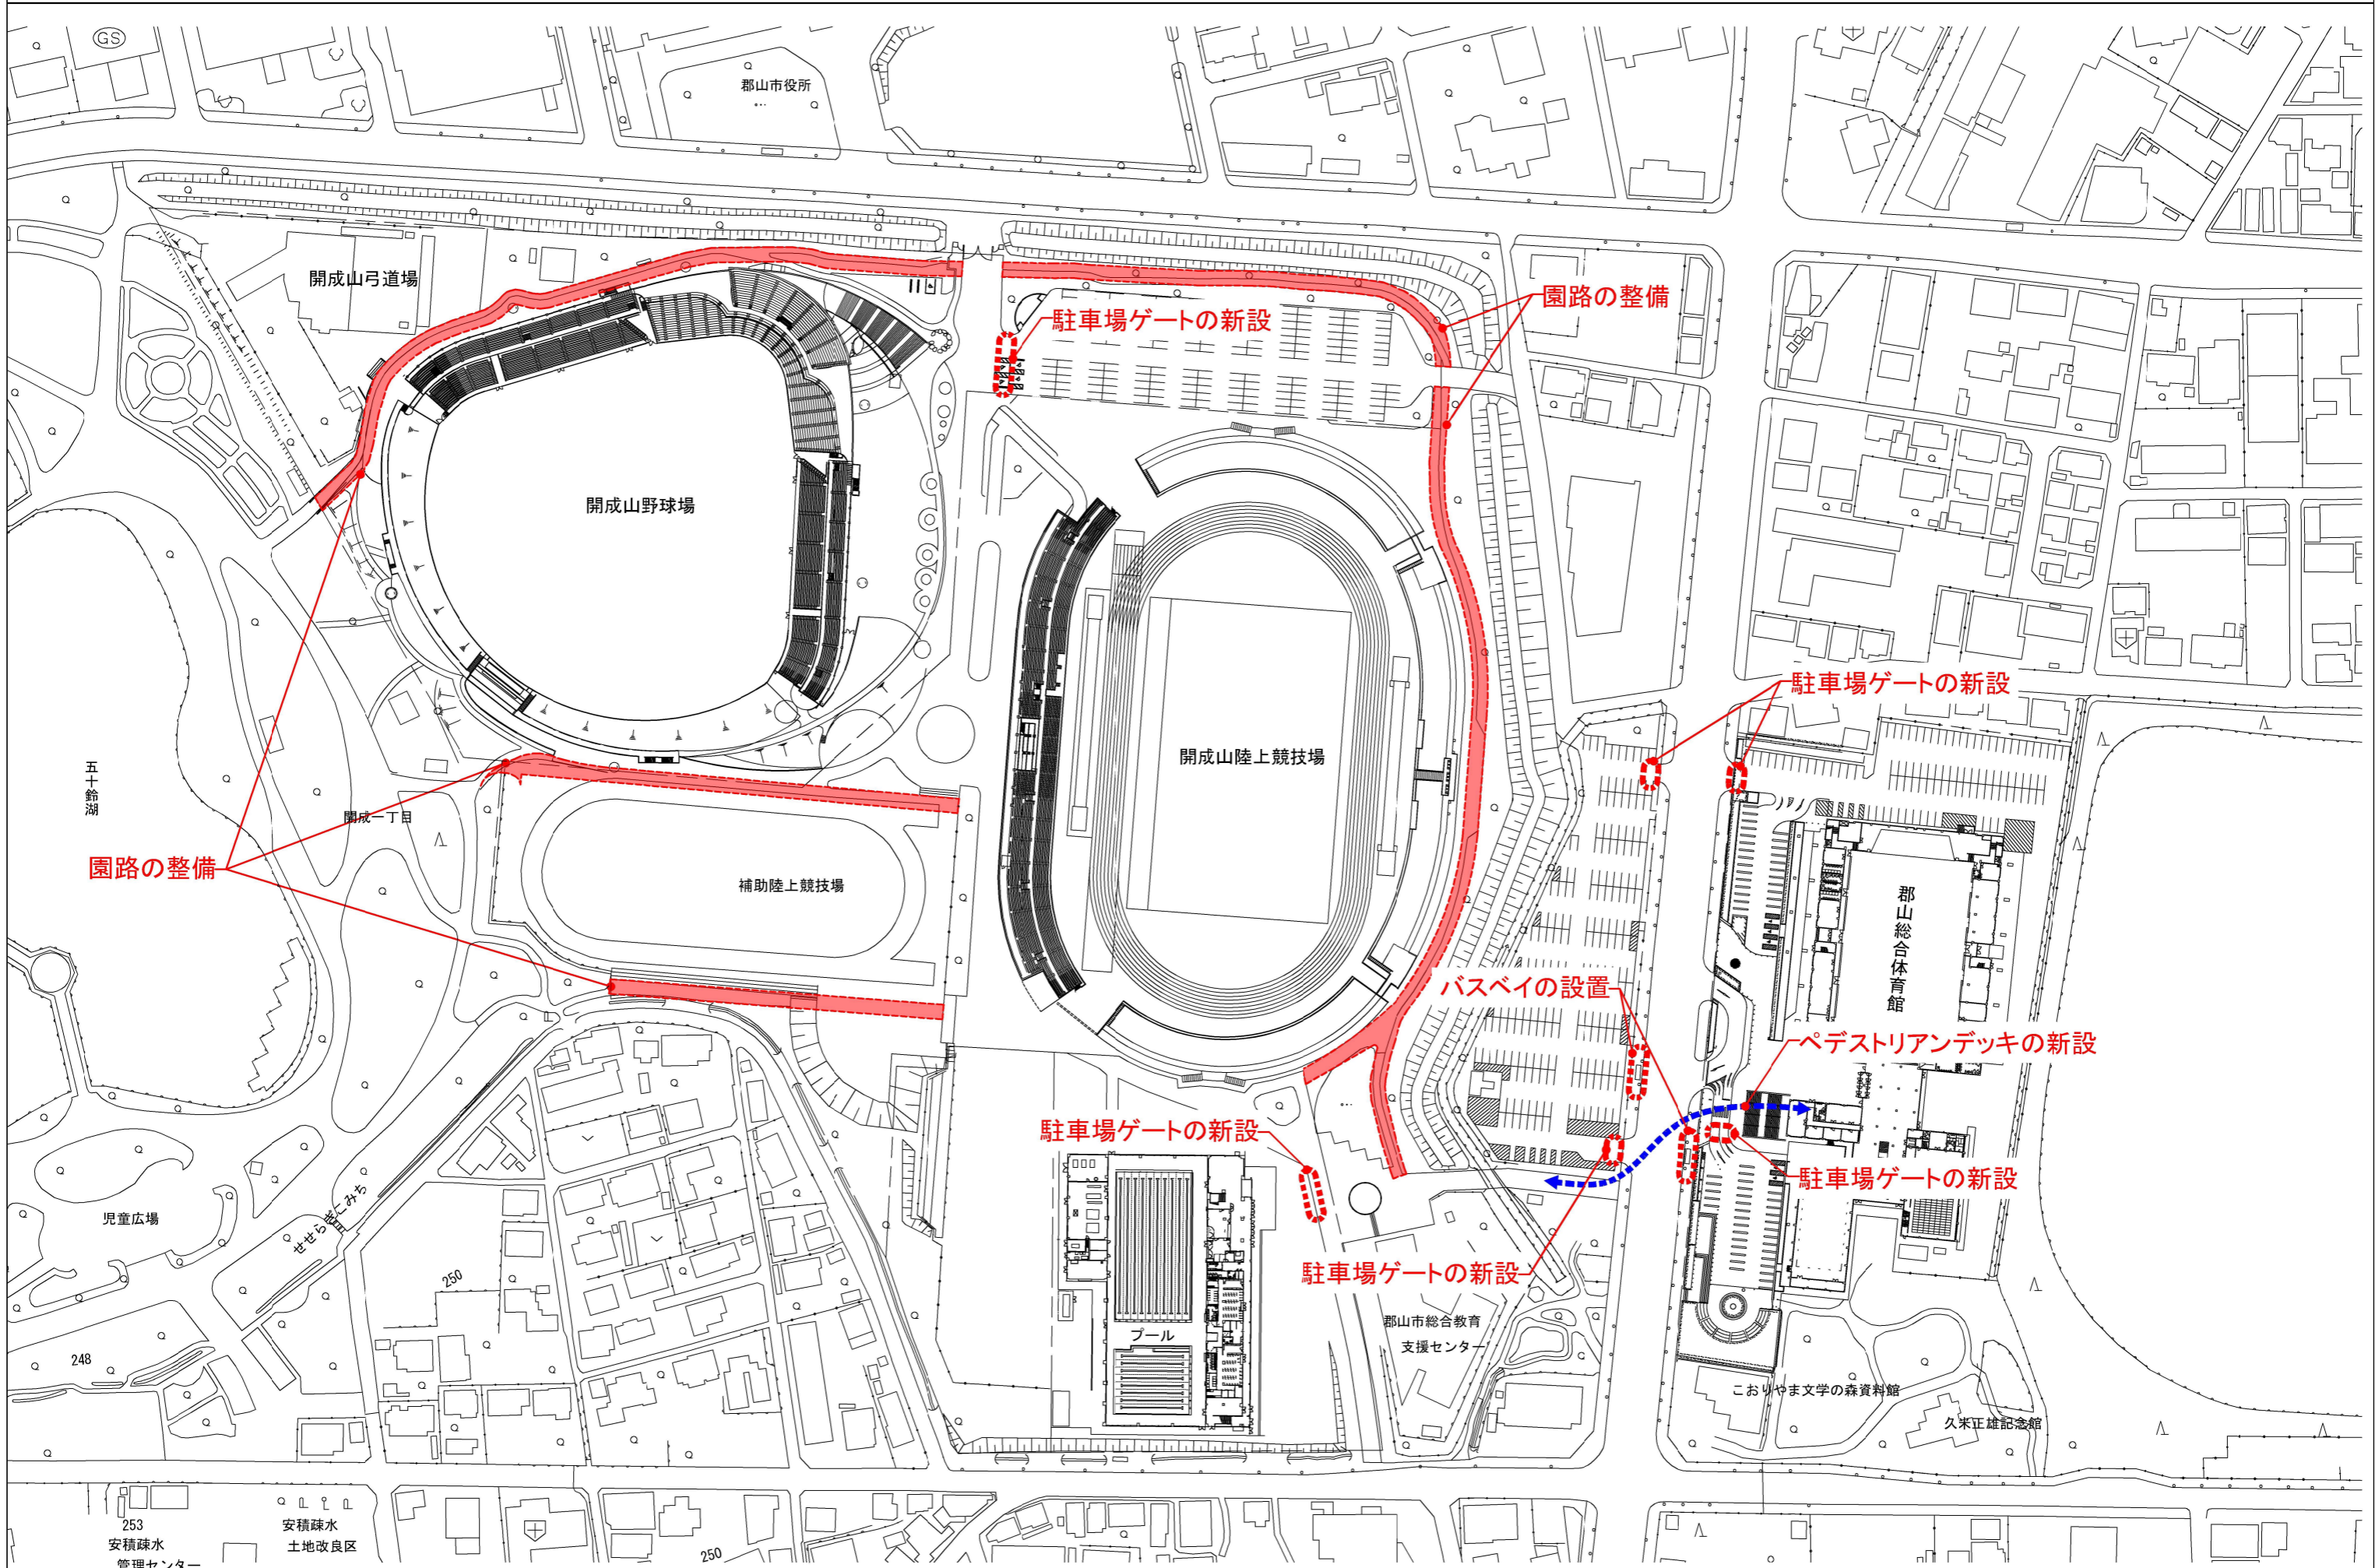 GS
郡山市役所
開成山弓道場
園路の整備
駐車場ゲートの新設
開成山野球場
駐車場ゲートの新設
開成山陸上競技場
五十鈴湖
開成一丁目
園路の整備
補助陸上競技場
郡山総合体育館
バスベイの設置
ペデストリアンデッキの新設
駐車場ゲートの新設
駐車場ゲートの新設
児童広場
せせらぎこみち
250
駐車場ゲートの新設
郡山市総合教育
支援センター
プール
248
こおりやま文学の森資料館
久米正雄記念館
253
安積疎水
管理センター
安積疎水
土地改良区
250